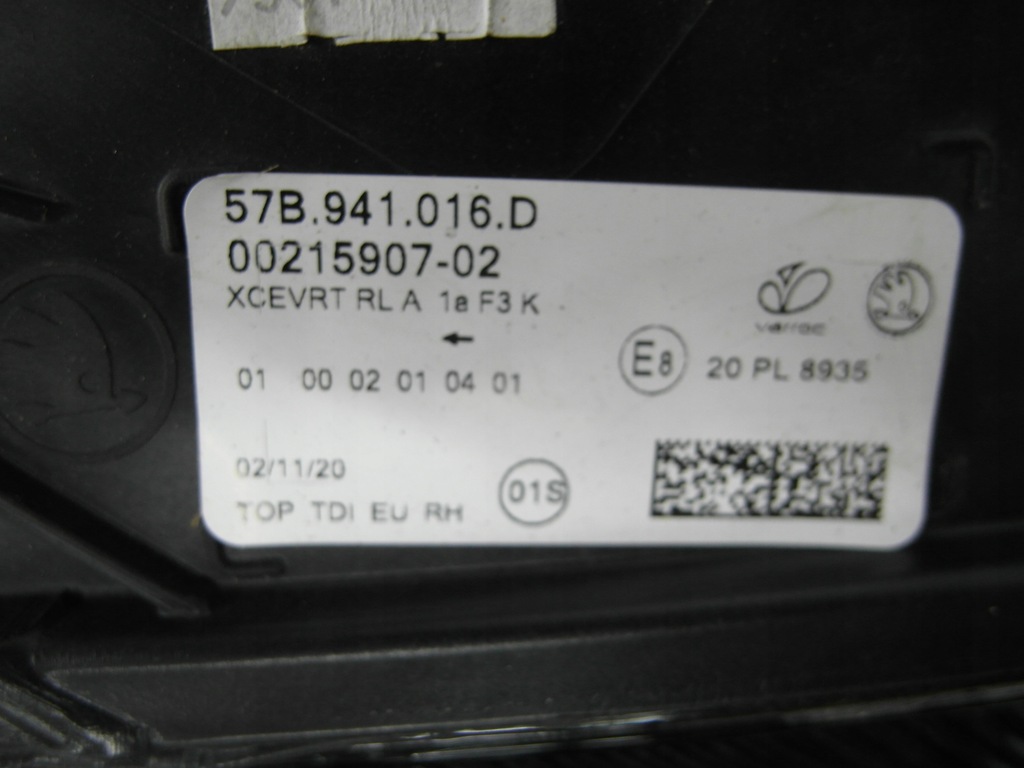 57B.941.016.D
00215907-02
XCEVRT RL A 1a F3 K
←
varroc
E8 20 PL 8935
01 00 02 01 04 01
02/11/20
01S
TOP TDI EU RH